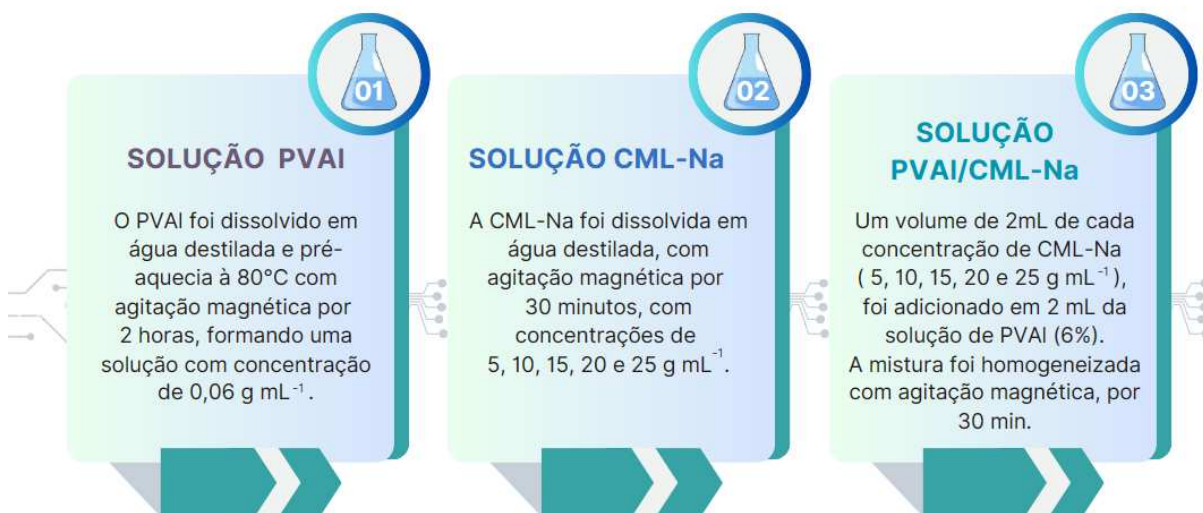 01
SOLUÇÃO PVAl
O PVAl foi dissolvido em
água destilada e pré-
aquecia à 80°C com
agitação magnética por
2 horas, formando uma
solução com concentração
de 0,06 g mL⁻¹.
02
SOLUÇÃO CML-Na
A CML-Na foi dissolvida em
água destilada, com
agitação magnética por
30 minutos, com
concentrações de
5, 10, 15, 20 e 25 g mL⁻¹.
03
SOLUÇÃO
PVAl/CML-Na
Um volume de 2mL de cada
concentração de CML-Na
( 5, 10, 15, 20 e 25 g mL⁻¹),
foi adicionado em 2 mL da
solução de PVAl (6%).
A mistura foi homogeneizada
com agitação magnética, por
30 min.